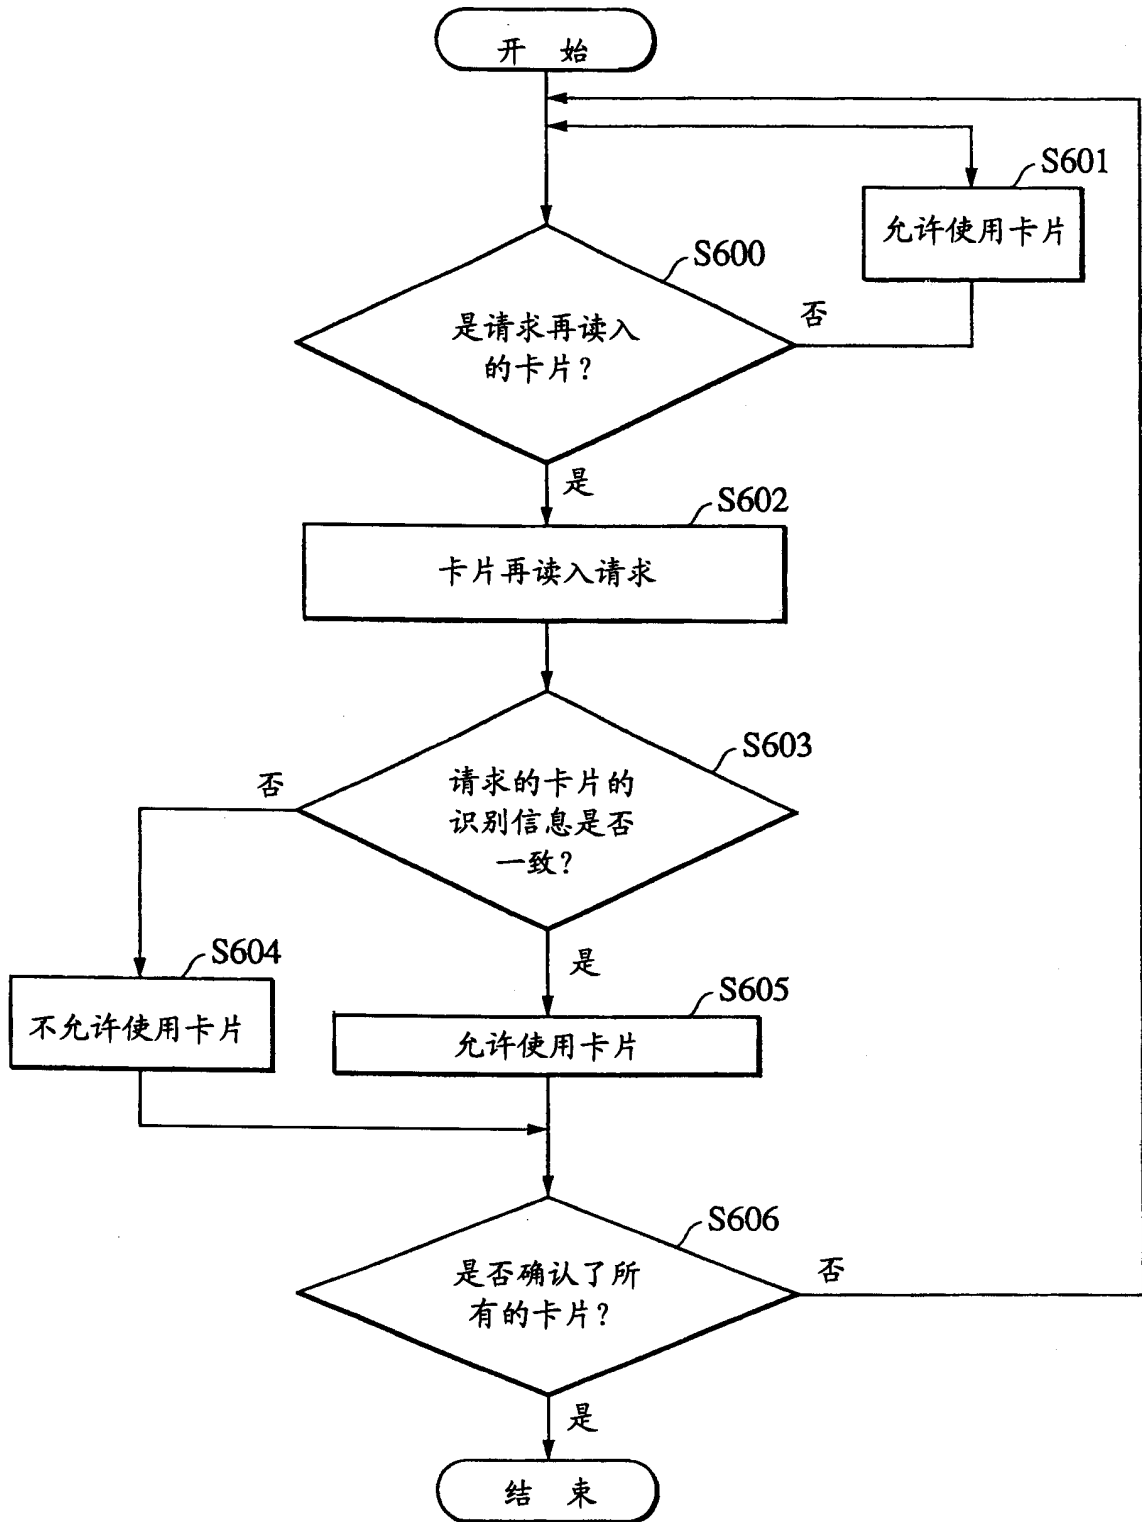 开 始
S601
允许使用卡片
S600
是请求再读入
的卡片?
否
是
S602
卡片再读入请求
S603
请求的卡片的
识别信息是否
一致?
否
S604
不允许使用卡片
是
S605
允许使用卡片
S606
是否确认了所
有的卡片?
否
是
结 束